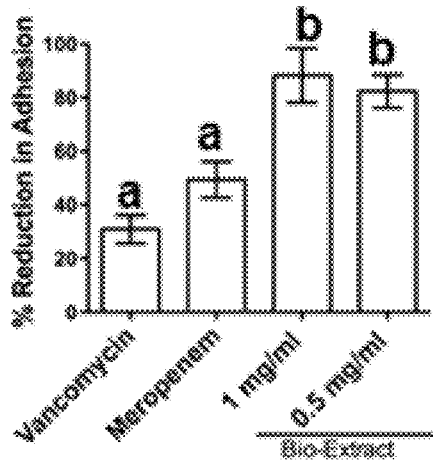 % Reduction in Adhesion
100
80
60
40
20
0
a
a
b
b
Vancomycin
Meropenem
1 mg/ml
0.5 mg/ml
Bio-Extract